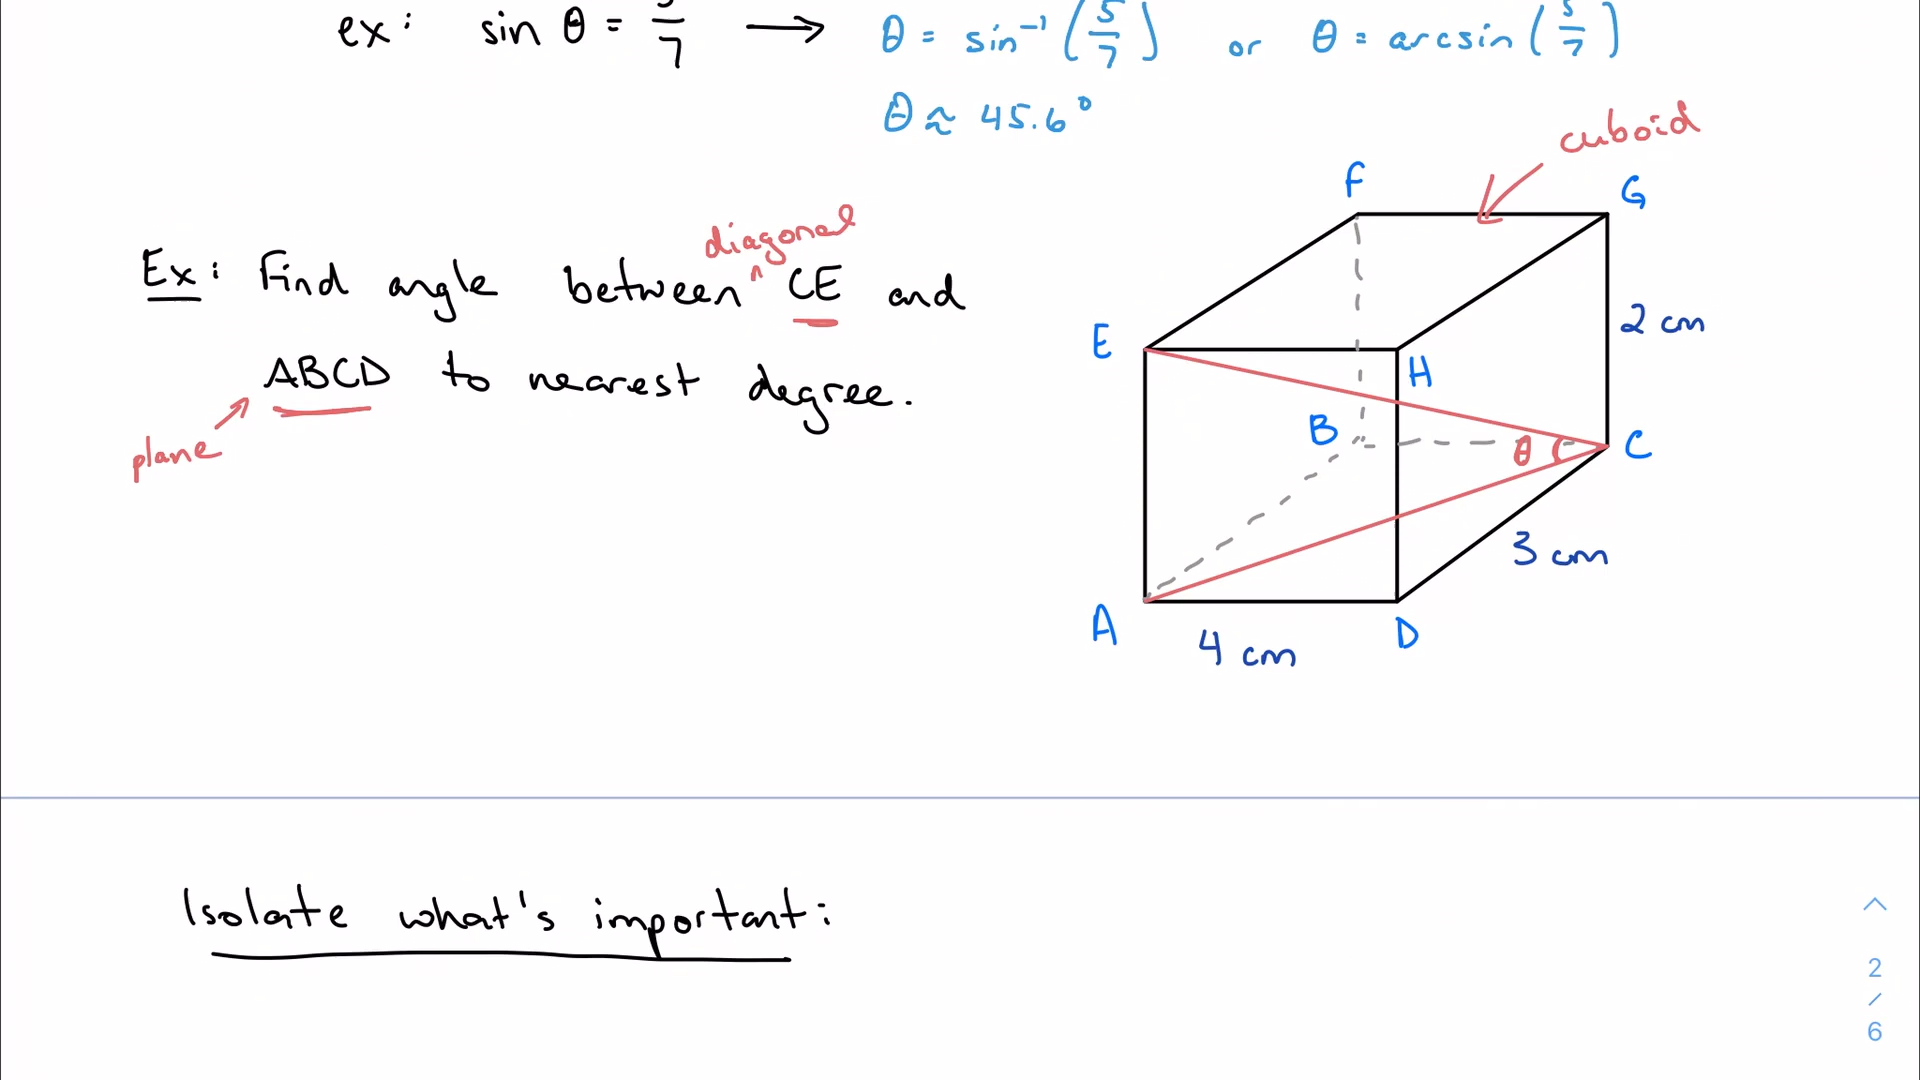 ex: sin θ = 5/7 → θ = sin⁻¹(5/7) or θ = arcsin(5/7)
θ ≈ 45.6°
cuboid
F
G
diagonal
Ex: Find angle between ^ CE and
2 cm
E
H
ABCD to nearest degree.
B
θ
C
plane
3 cm
A
D
4 cm
Isolate what's important:
2
/
6